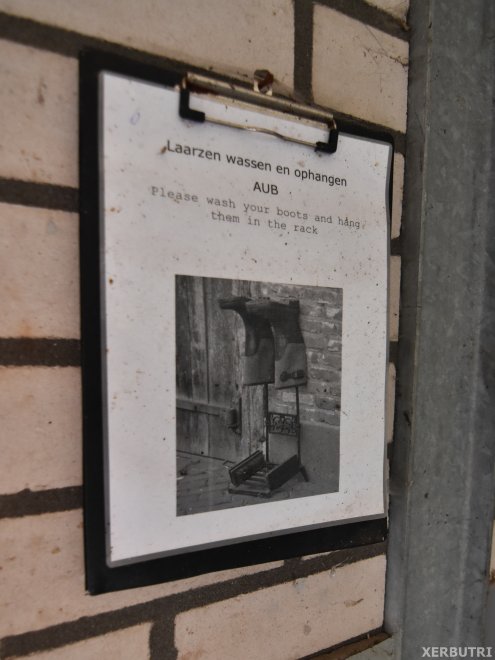 Laarzen wassen en ophangen
AUB
Please wash your boots and hang
them in the rack
XERBUTRI